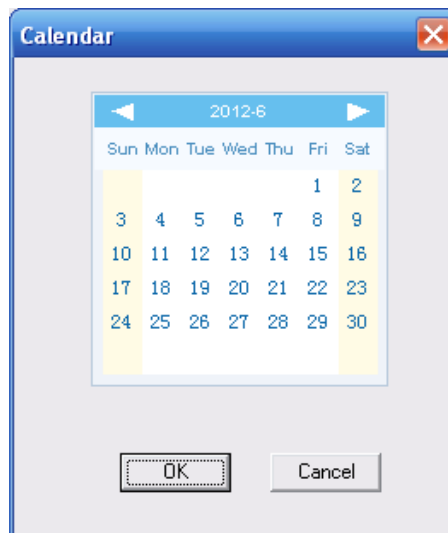 Calendar
2012-6
Sun Mon Tue Wed Thu Fri Sat
1 2
3 4 5 6 7 8 9
10 11 12 13 14 15 16
17 18 19 20 21 22 23
24 25 26 27 28 29 30
OK Cancel